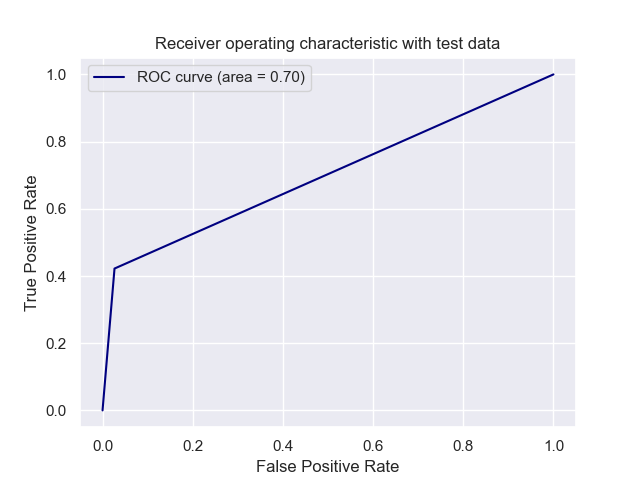 Receiver operating characteristic with test data
ROC curve (area = 0.70)
1.0
0.8
0.6
0.4
0.2
0.0
True Positive Rate
0.0 0.2 0.4 0.6 0.8 1.0
False Positive Rate